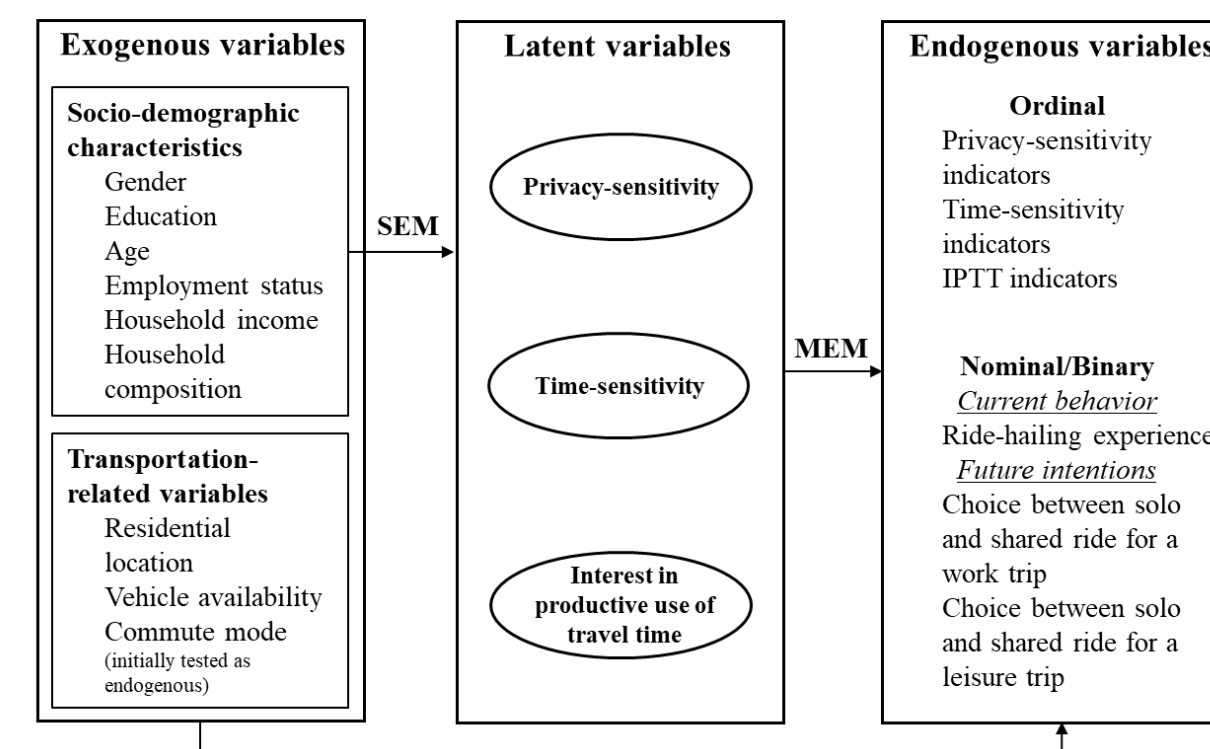 Exogenous variables
Socio-demographic
characteristics
Gender
Education
Age
Employment status
Household income
Household
composition
Transportation-
related variables
Residential
location
Vehicle availability
Commute mode
(initially tested as
endogenous)
SEM
Latent variables
Privacy-sensitivity
Time-sensitivity
Interest in
productive use of
travel time
MEM
Endogenous variables
Ordinal
Privacy-sensitivity
indicators
Time-sensitivity
indicators
IPTT indicators
Nominal/Binary
Current behavior
Ride-hailing experience
Future intentions
Choice between solo
and shared ride for a
work trip
Choice between solo
and shared ride for a
leisure trip